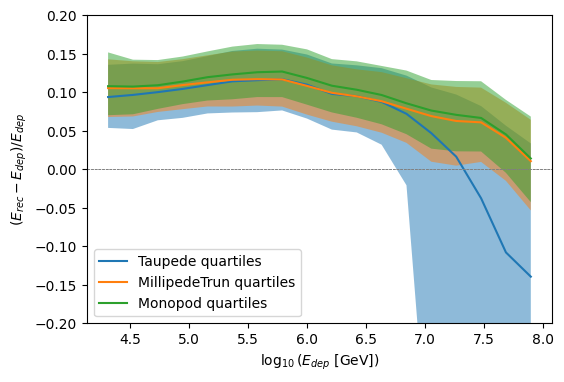 0.20
0.15
0.10
0.05
0.00
−0.05
−0.10
−0.15
−0.20
(E_rec − E_dep)/E_dep
Taupede quartiles
MillipedeTrun quartiles
Monopod quartiles
4.5 5.0 5.5 6.0 6.5 7.0 7.5 8.0
log₁₀(E_dep [GeV])